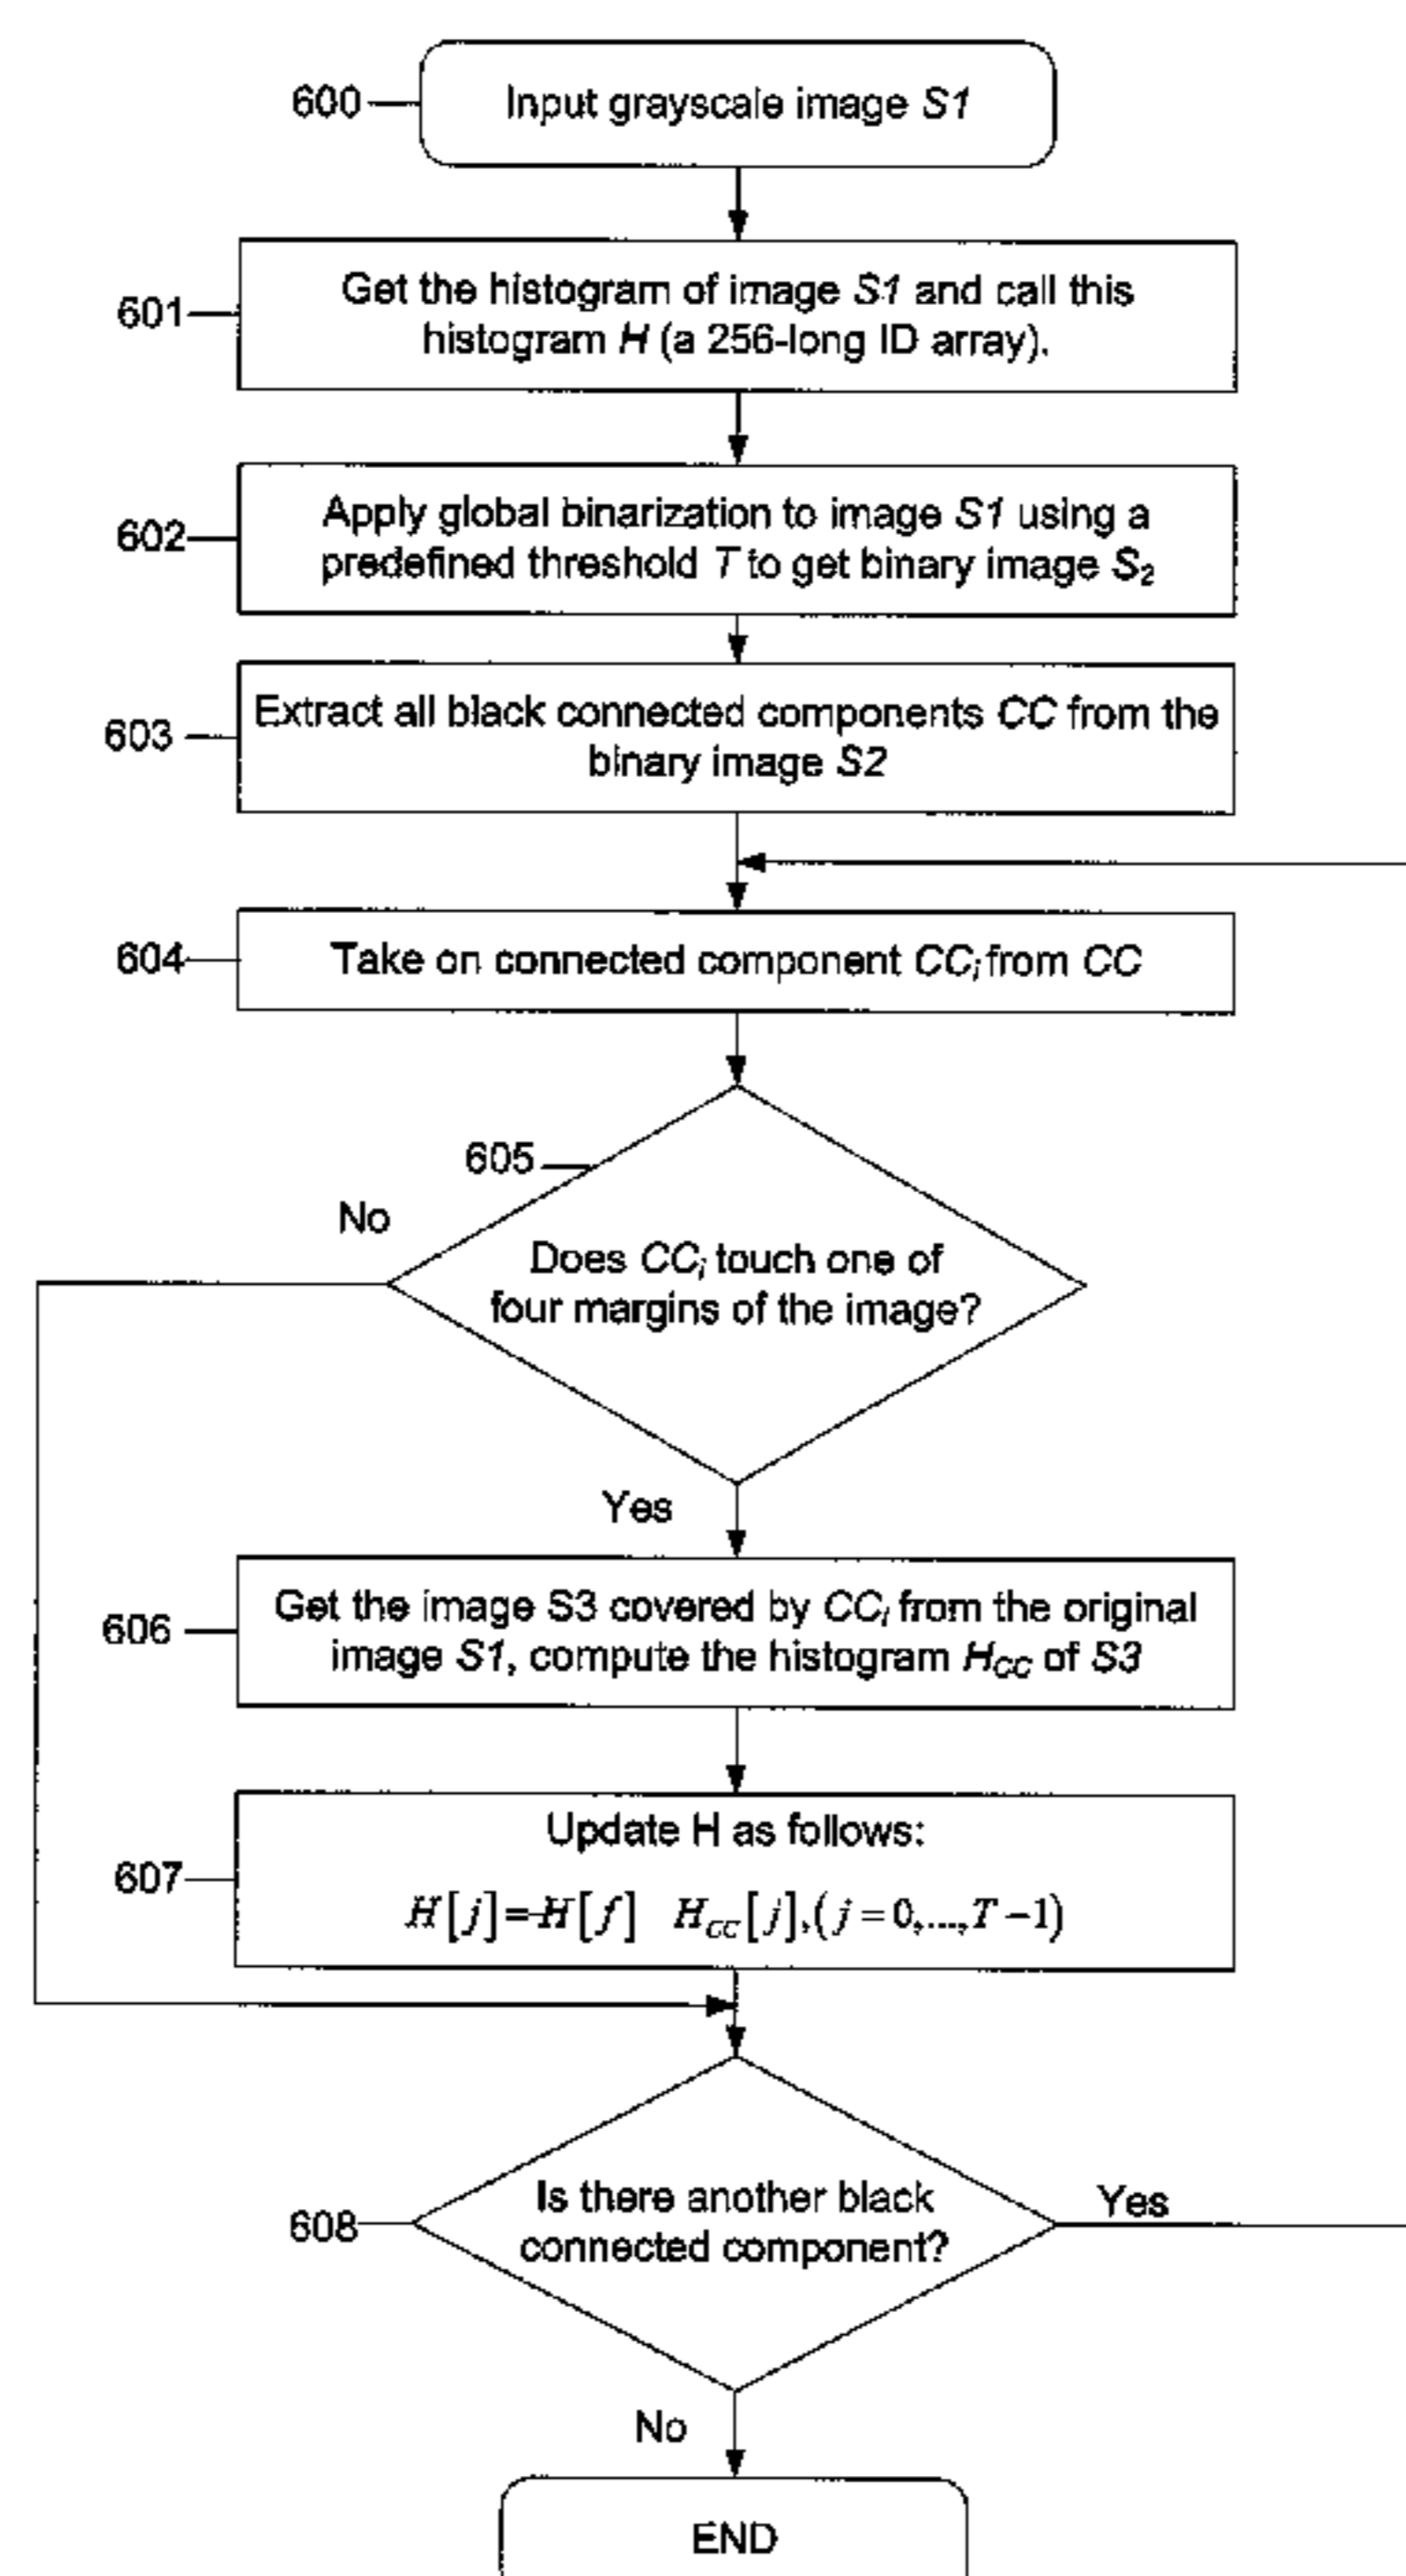 600
Input grayscale image S1
601
Get the histogram of image S1 and call this
histogram H (a 256-long ID array).
602
Apply global binarization to image S1 using a
predefined threshold T to get binary image S₂
603
Extract all black connected components CC from the
binary image S2
604
Take on connected component CCᵢ from CC
605
No
Does CCᵢ touch one of
four margins of the image?
Yes
606
Get the image S3 covered by CCᵢ from the original
image S1, compute the histogram H_CC of S3
607
Update H as follows:
H[j]=H[f] H_CC[j],(j=0,...,T-1)
608
Is there another black
connected component?
Yes
No
END